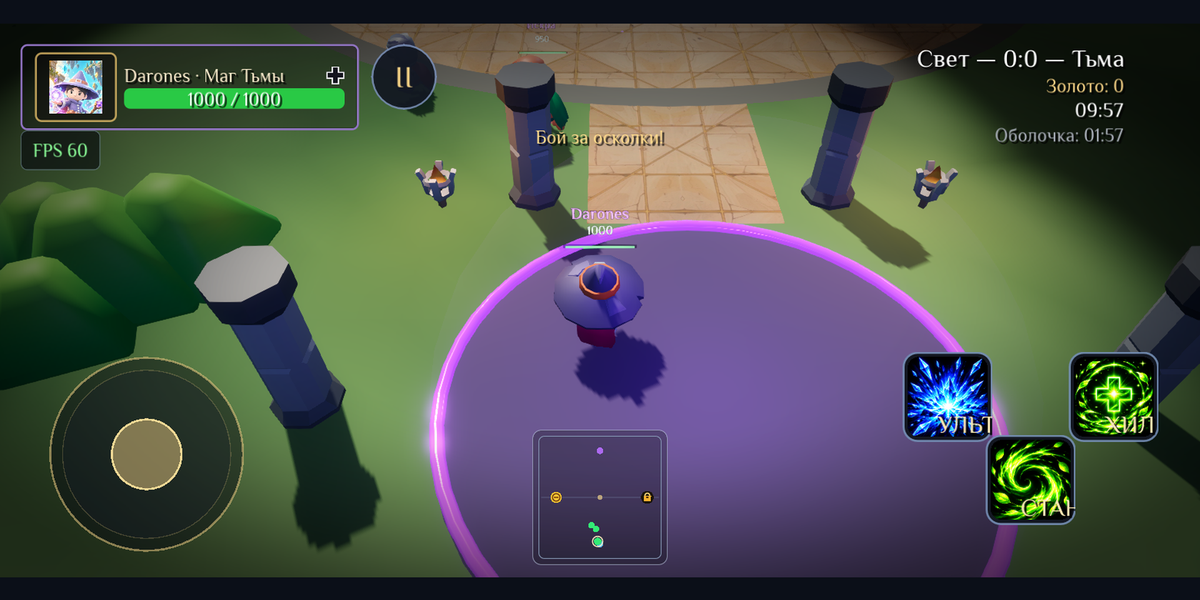 Darones · Маг Тьмы
1000 / 1000
FPS 60
Свет — 0:0 — Тьма
Золото: 0
09:57
Оболочка: 01:57
950
Бой за осколки!
Darones
1000
УЛЬТ
ХИЛ
СТАН